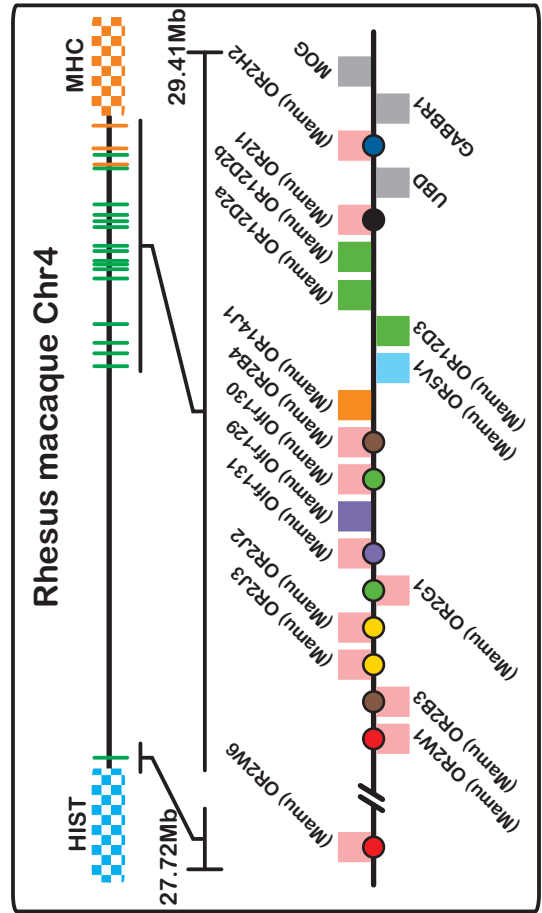 Rhesus macaque Chr4
HIST
MHC
27.72Mb
29.41Mb
(Mamu) OR2W6
(Mamu) OR2J3
(Mamu) OR2J2
(Mamu) Olfr131
(Mamu) Olfr129
(Mamu) Olfr130
(Mamu) OR2B4
(Mamu) OR14J1
(Mamu) OR12D2a
(Mamu) OR12D2b
(Mamu) OR2I1
(Mamu) OR2H2
MOG
(Mamu) OR2W1
(Mamu) OR2B3
(Mamu) OR2G1
(Mamu) OR5V1
(Mamu) OR12D3
UBD
GABBR1